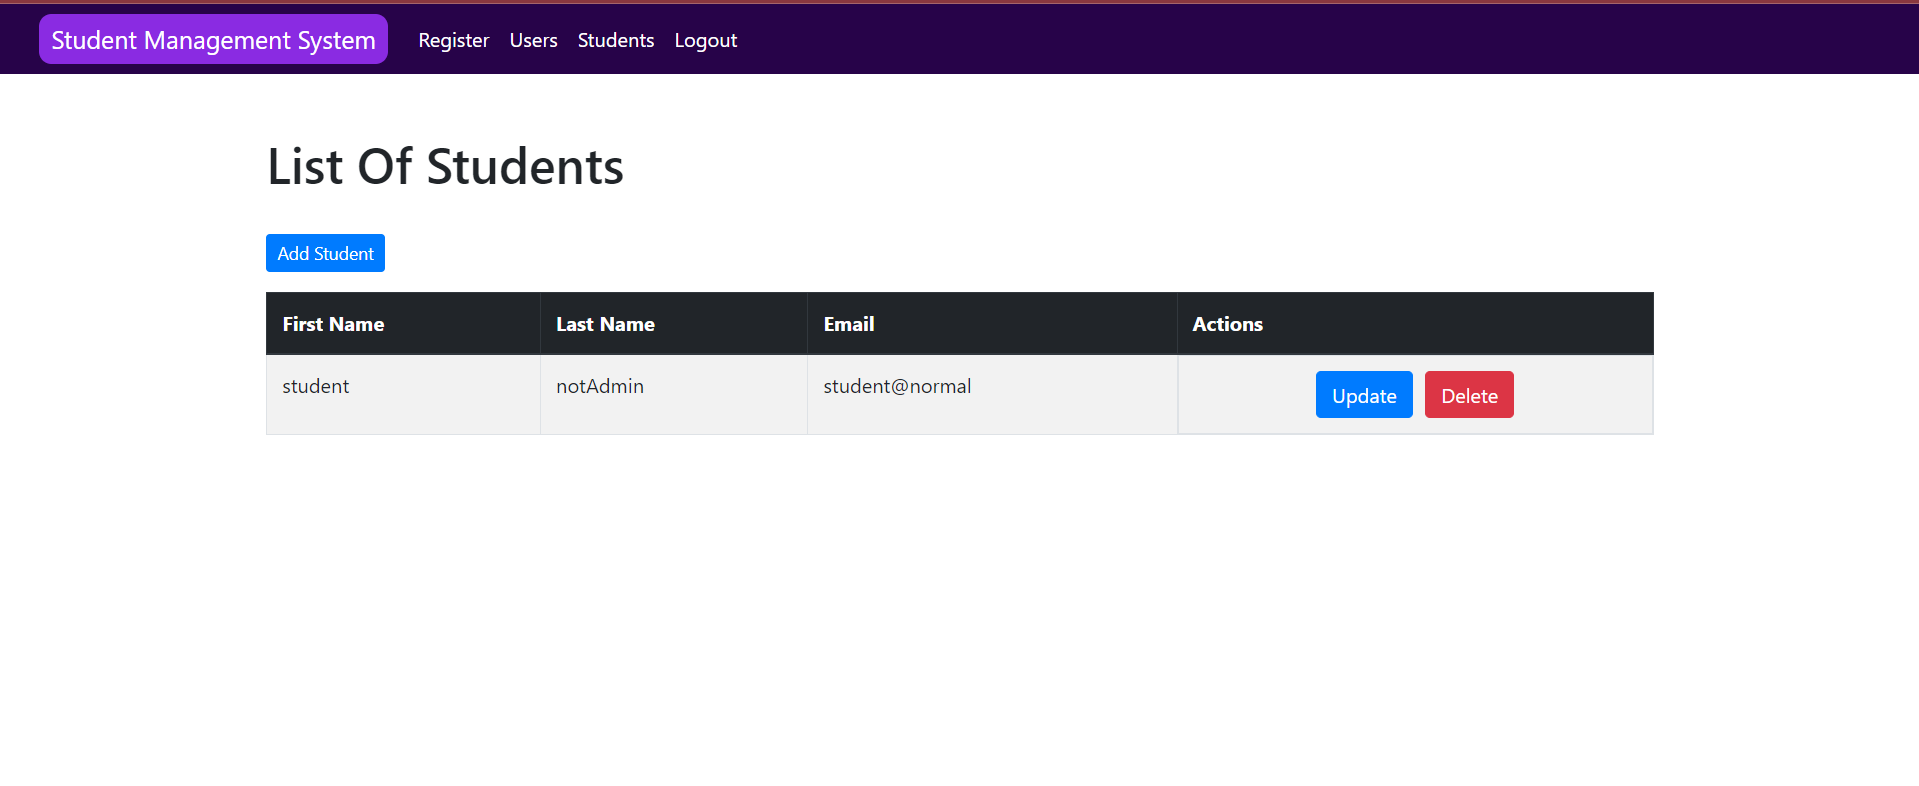 Student Management System Register Users Students Logout
List Of Students
Add Student
First Name Last Name Email Actions
student notAdmin student@normal Update Delete